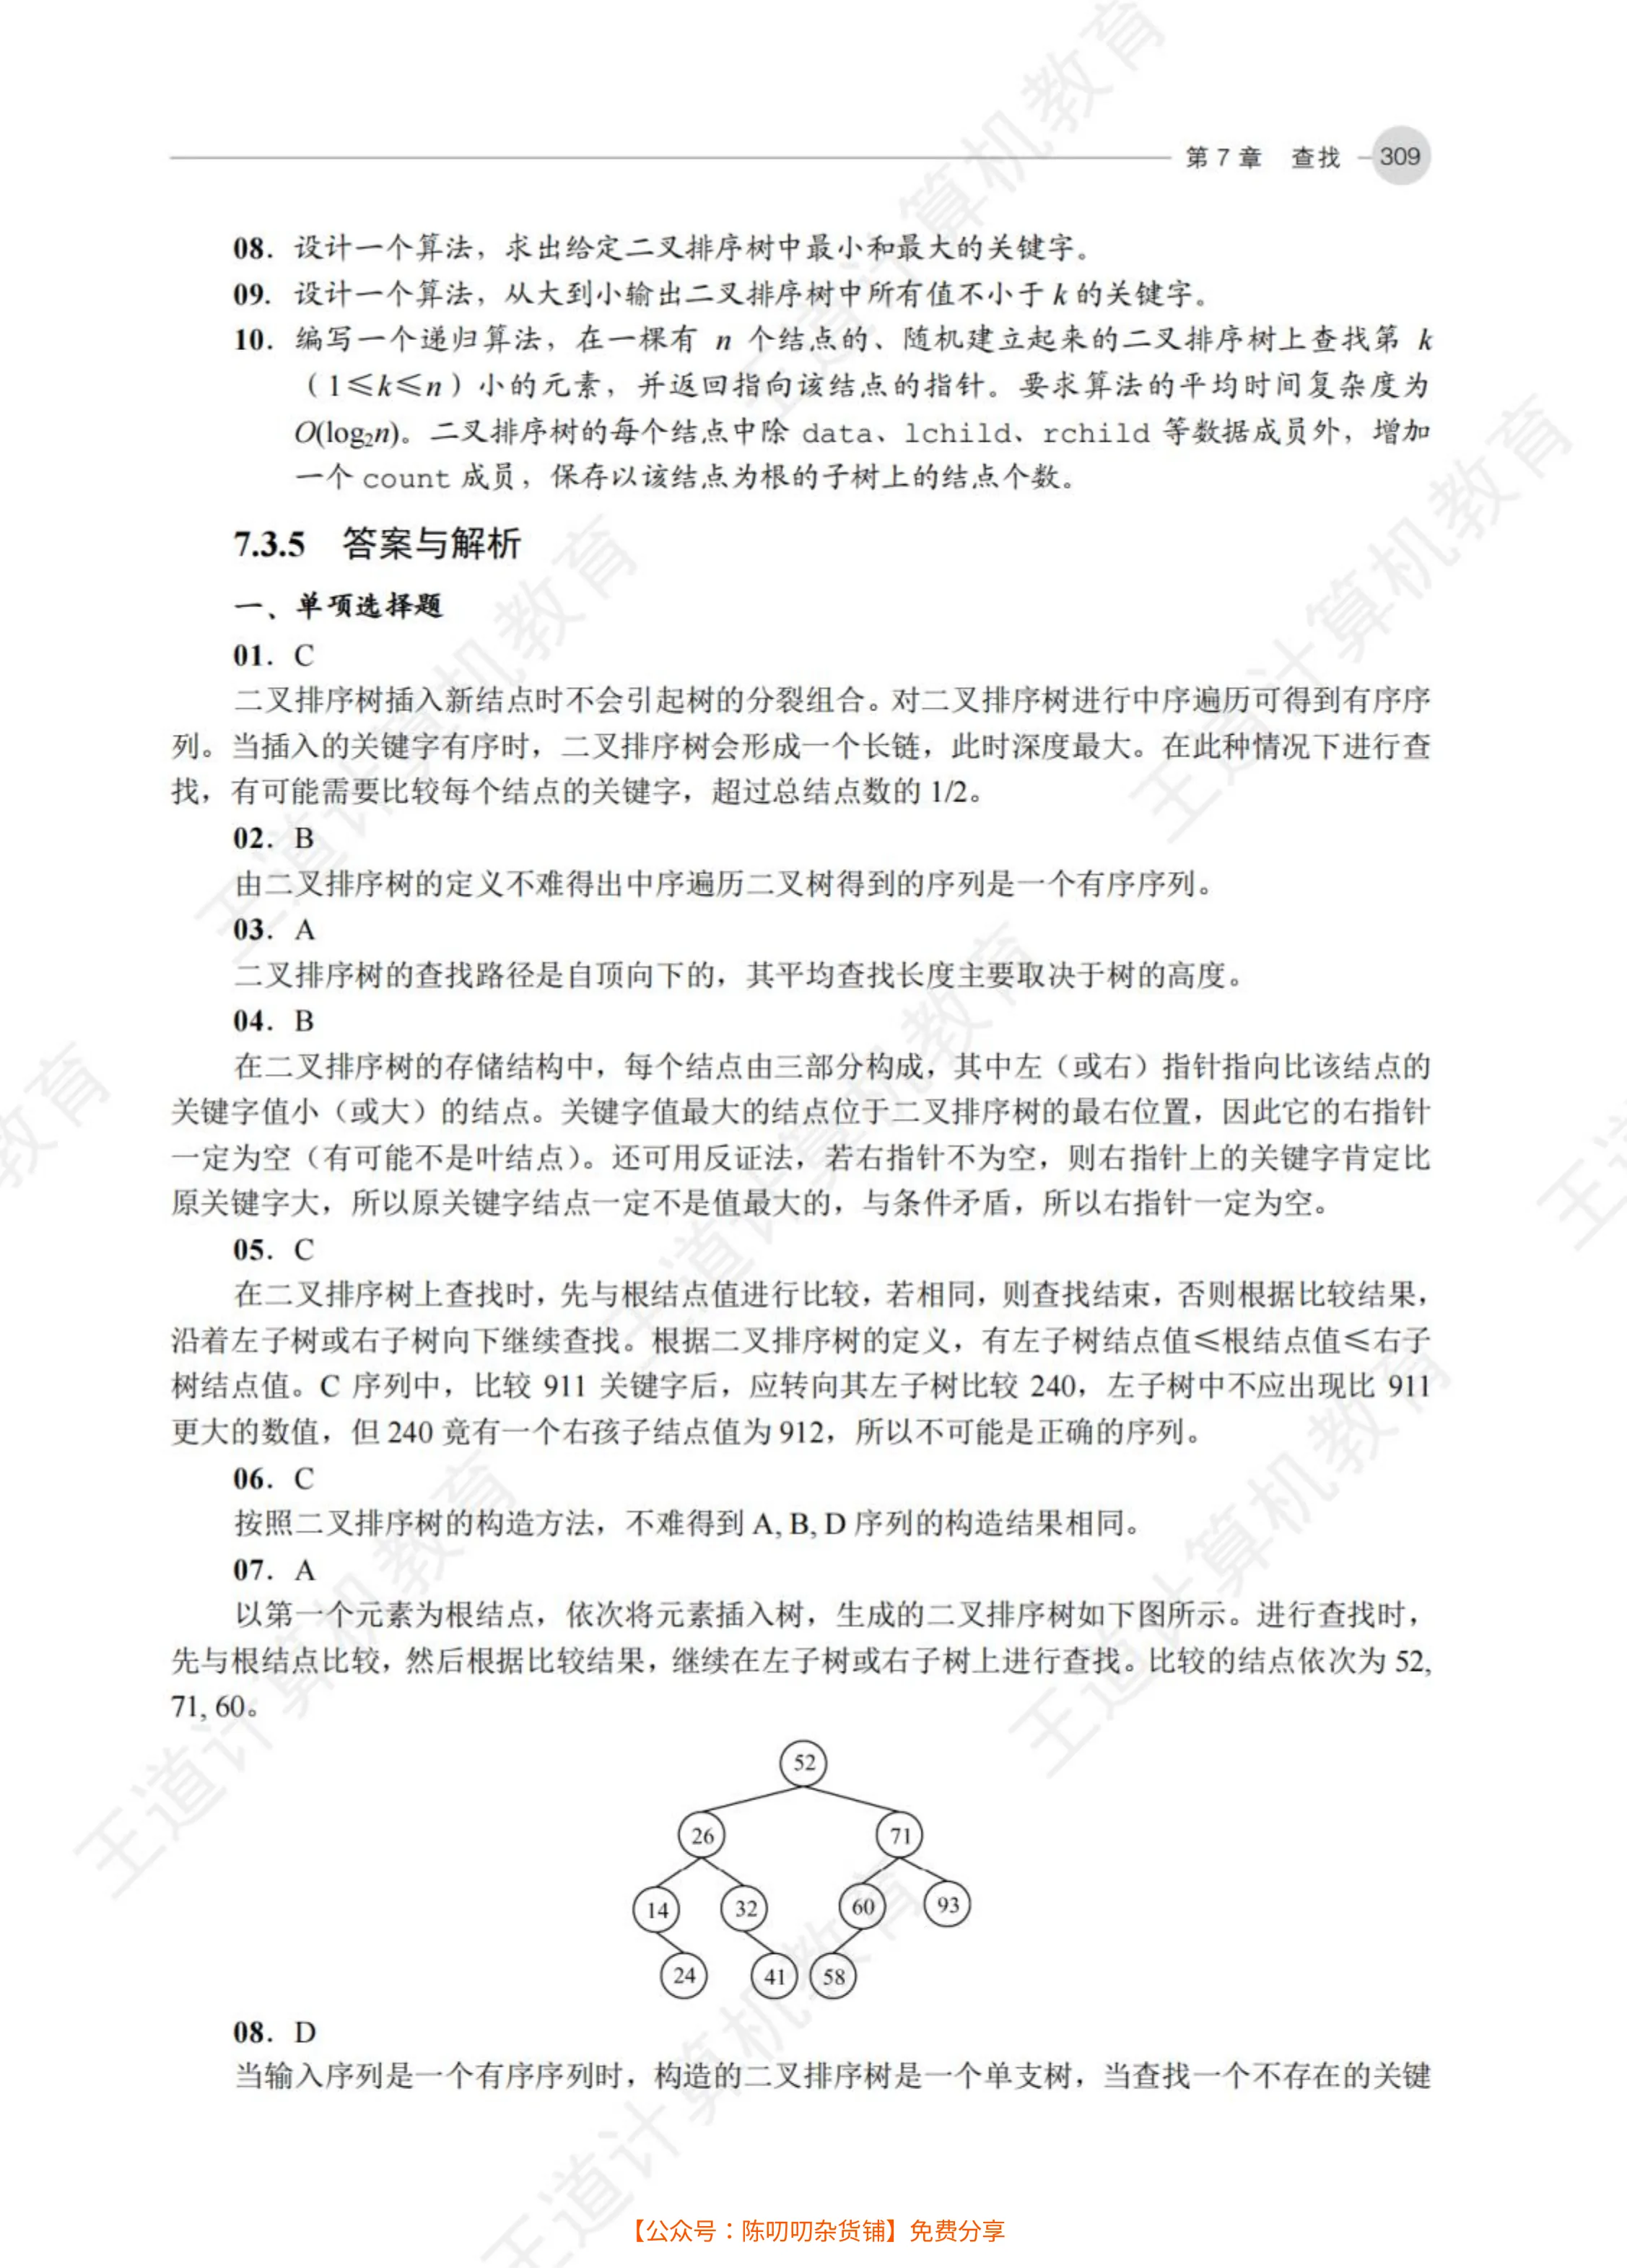 第 7 章　查找　309
08. 设计一个算法，求出给定二叉排序树中最小和最大的关键字。
09. 设计一个算法，从大到小输出二叉排序树中所有值不小于 k 的关键字。
10. 编写一个递归算法，在一棵有 n 个结点的、随机建立起来的二叉排序树上查找第 k
（1≤k≤n）小的元素，并返回指向该结点的指针。要求算法的平均时间复杂度为
O(log₂n)。二叉排序树的每个结点中除 data、lchild、rchild 等数据成员外，增加
一个 count 成员，保存以该结点为根的子树上的结点个数。
7.3.5　答案与解析
一、单项选择题
01. C
二叉排序树插入新结点时不会引起树的分裂组合。对二叉排序树进行中序遍历可得到有序序
列。当插入的关键字有序时，二叉排序树会形成一个长链，此时深度最大。在此种情况下进行查
找，有可能需要比较每个结点的关键字，超过总结点数的 1/2。
02. B
由二叉排序树的定义不难得出中序遍历二叉树得到的序列是一个有序序列。
03. A
二叉排序树的查找路径是自顶向下的，其平均查找长度主要取决于树的高度。
04. B
在二叉排序树的存储结构中，每个结点由三部分构成，其中左（或右）指针指向比该结点的
关键字值小（或大）的结点。关键字值最大的结点位于二叉排序树的最右位置，因此它的右指针
一定为空（有可能不是叶结点）。还可用反证法，若右指针不为空，则右指针上的关键字肯定比
原关键字大，所以原关键字结点一定不是值最大的，与条件矛盾，所以右指针一定为空。
05. C
在二叉排序树上查找时，先与根结点值进行比较，若相同，则查找结束，否则根据比较结果，
沿着左子树或右子树向下继续查找。根据二叉排序树的定义，有左子树结点值≤根结点值≤右子
树结点值。C 序列中，比较 911 关键字后，应转向其左子树比较 240，左子树中不应出现比 911
更大的数值，但 240 竟有一个右孩子结点值为 912，所以不可能是正确的序列。
06. C
按照二叉排序树的构造方法，不难得到 A, B, D 序列的构造结果相同。
07. A
以第一个元素为根结点，依次将元素插入树，生成的二叉排序树如下图所示。进行查找时，
先与根结点比较，然后根据比较结果，继续在左子树或右子树上进行查找。比较的结点依次为 52,
71, 60。
52
26 71
14 32 60 93
24 41 58
08. D
当输入序列是一个有序序列时，构造的二叉排序树是一个单支树，当查找一个不存在的关键
【公众号：陈叨叨杂货铺】免费分享
王道计算机教育